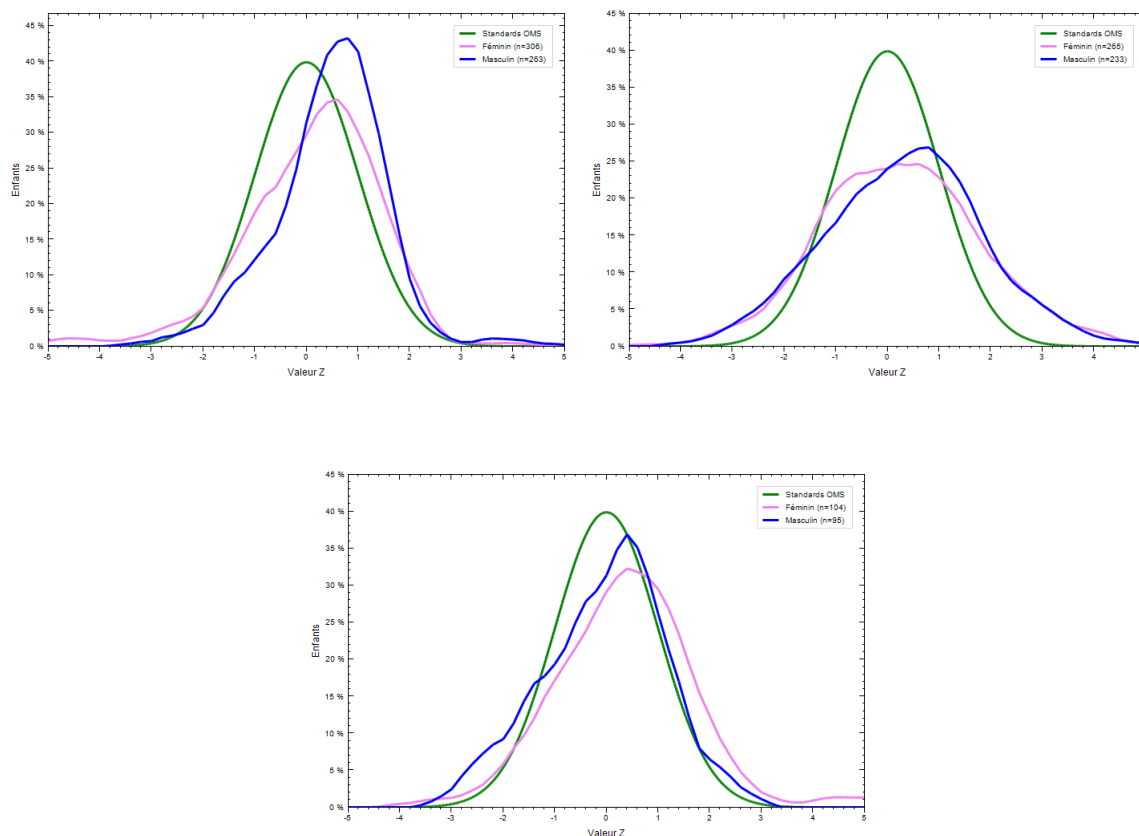 45 %
40 %
35 %
30 %
25 %
20 %
15 %
10 %
5 %
0 %
Enfants
-5 -4 -3 -2 -1 0 1 2 3 4 5
Valeur Z
Standards OMS
Féminin (n=306)
Masculin (n=263)
45 %
40 %
35 %
30 %
25 %
20 %
15 %
10 %
5 %
0 %
Enfants
-5 -4 -3 -2 -1 0 1 2 3 4
Valeur Z
Standards OMS
Féminin (n=265)
Masculin (n=233)
45 %
40 %
35 %
30 %
25 %
20 %
15 %
10 %
5 %
0 %
Enfants
-5 -4 -3 -2 -1 0 1 2 3 4 5
Valeur Z
Standards OMS
Féminin (n=104)
Masculin (n=95)